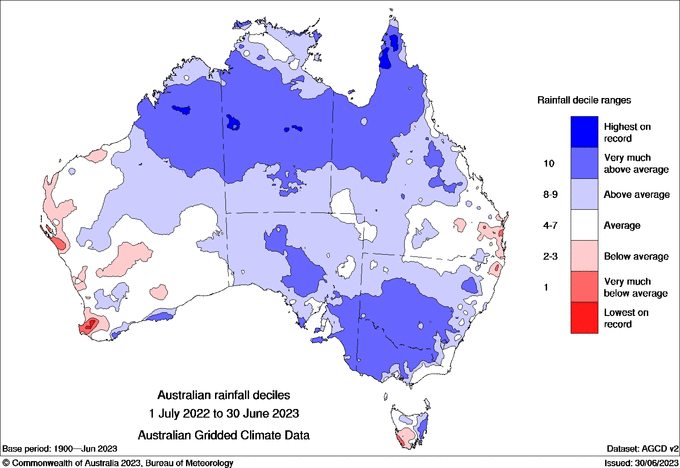 Rainfall decile ranges
Highest on
record
10
Very much
above average
8-9
Above average
4-7
Average
2-3
Below average
1
Very much
below average
Lowest on
record
Australian rainfall deciles
1 July 2022 to 30 June 2023
Australian Gridded Climate Data
Base period: 1900—Jun 2023
Dataset: AGCD v2
© Commonwealth of Australia 2023, Bureau of Meteorology
Issued: 30/06/2023